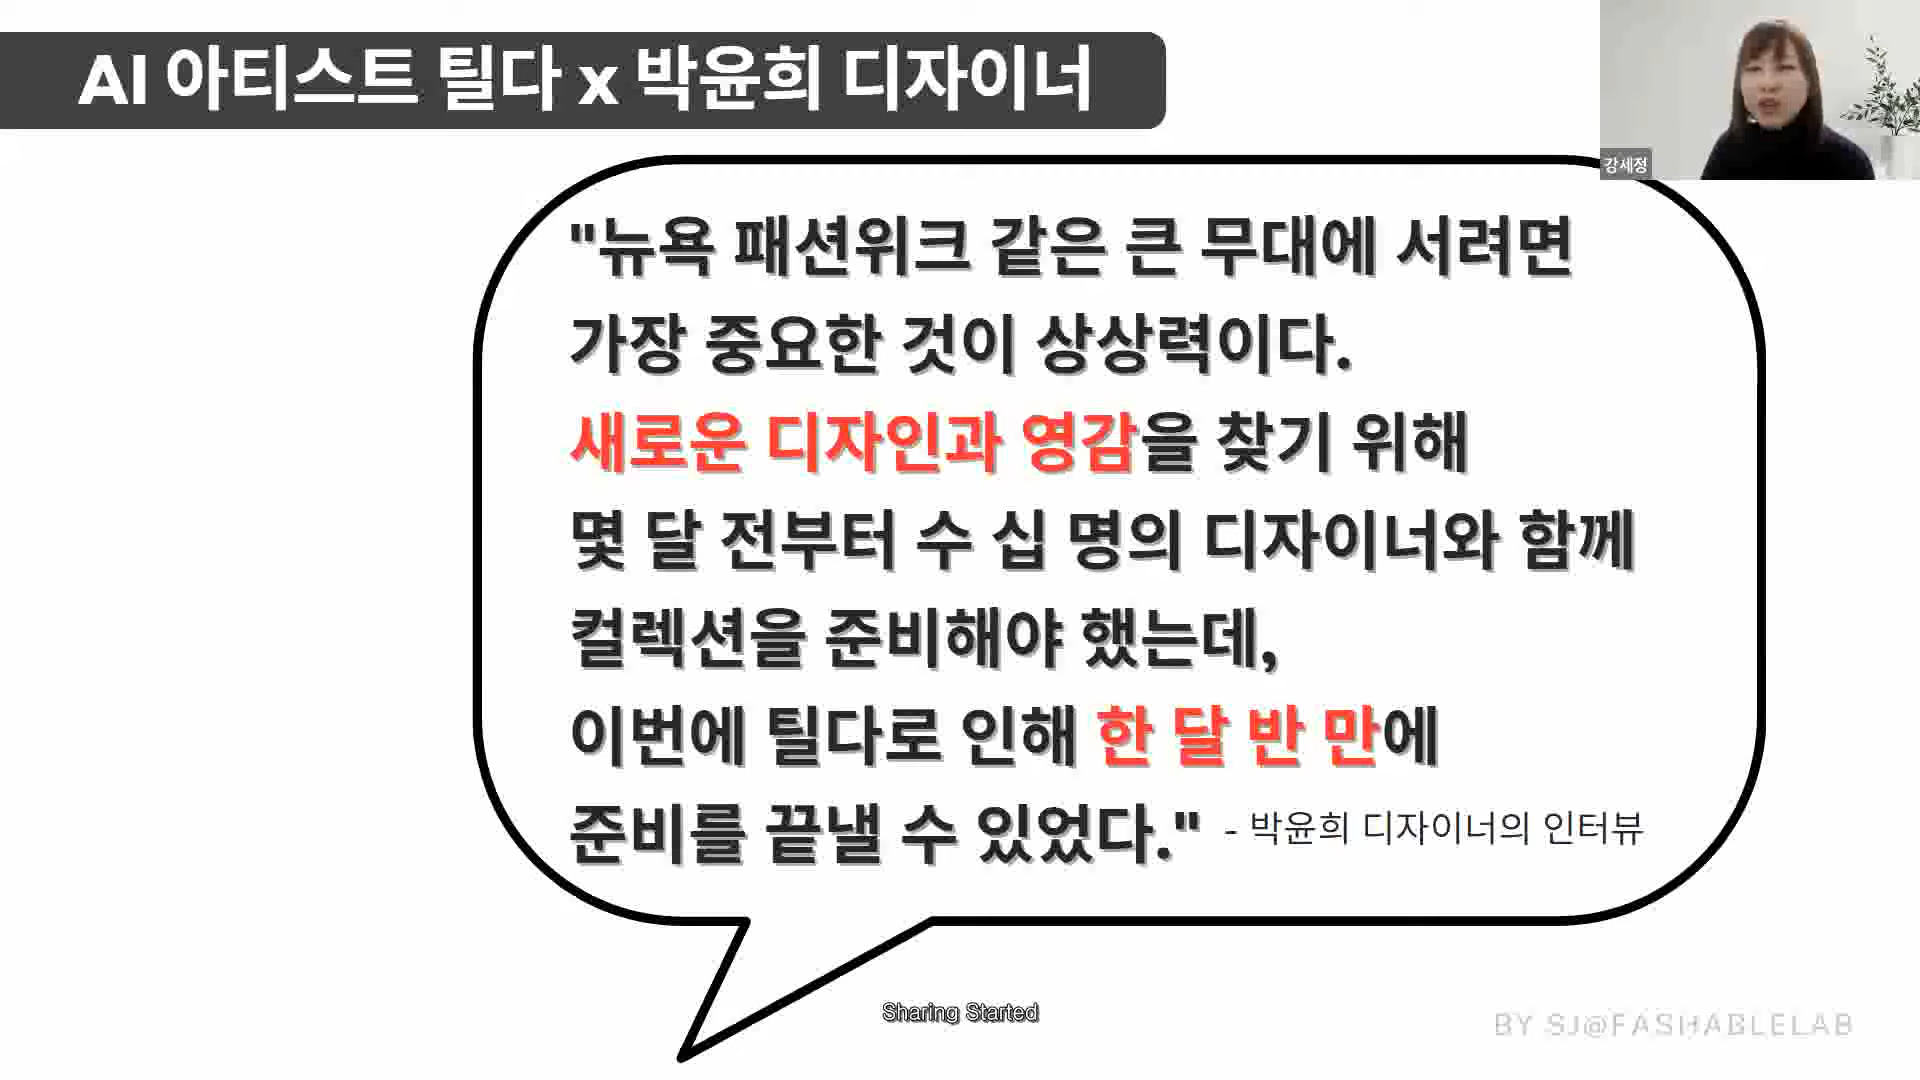 AI 아티스트 틸다 x 박윤희 디자이너
강세정
"뉴욕 패션위크 같은 큰 무대에 서려면
가장 중요한 것이 상상력이다.
새로운 디자인과 영감을 찾기 위해
몇 달 전부터 수 십 명의 디자이너와 함께
컬렉션을 준비해야 했는데,
이번에 틸다로 인해 한 달 반 만에
준비를 끝낼 수 있었다." - 박윤희 디자이너의 인터뷰
Sharing Started
BY SJ@FASHABLELAB